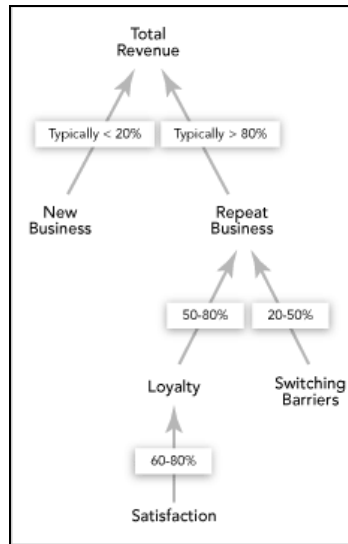 Total
Revenue
Typically < 20%
Typically > 80%
New
Business
Repeat
Business
50-80%
20-50%
Loyalty
Switching
Barriers
60-80%
Satisfaction